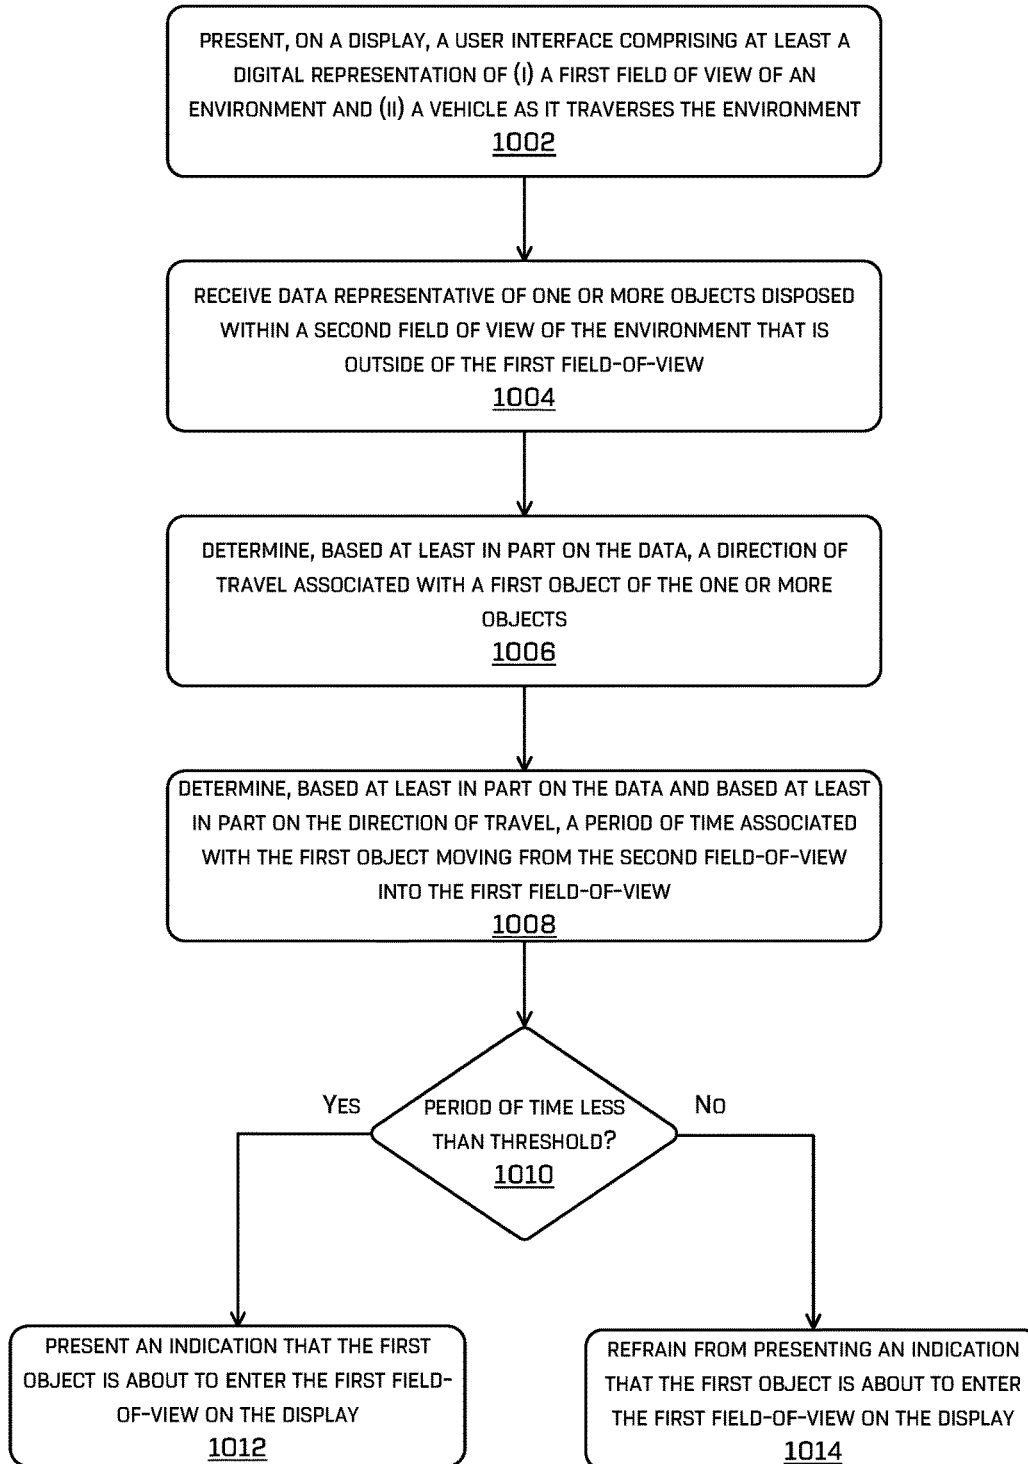 PRESENT, ON A DISPLAY, A USER INTERFACE COMPRISING AT LEAST A
DIGITAL REPRESENTATION OF (I) A FIRST FIELD OF VIEW OF AN
ENVIRONMENT AND (II) A VEHICLE AS IT TRAVERSES THE ENVIRONMENT
1002
RECEIVE DATA REPRESENTATIVE OF ONE OR MORE OBJECTS DISPOSED
WITHIN A SECOND FIELD OF VIEW OF THE ENVIRONMENT THAT IS
OUTSIDE OF THE FIRST FIELD-OF-VIEW
1004
DETERMINE, BASED AT LEAST IN PART ON THE DATA, A DIRECTION OF
TRAVEL ASSOCIATED WITH A FIRST OBJECT OF THE ONE OR MORE
OBJECTS
1006
DETERMINE, BASED AT LEAST IN PART ON THE DATA AND BASED AT LEAST
IN PART ON THE DIRECTION OF TRAVEL, A PERIOD OF TIME ASSOCIATED
WITH THE FIRST OBJECT MOVING FROM THE SECOND FIELD-OF-VIEW
INTO THE FIRST FIELD-OF-VIEW
1008
YES
NO
PERIOD OF TIME LESS
THAN THRESHOLD?
1010
PRESENT AN INDICATION THAT THE FIRST
OBJECT IS ABOUT TO ENTER THE FIRST FIELD-
OF-VIEW ON THE DISPLAY
1012
REFRAIN FROM PRESENTING AN INDICATION
THAT THE FIRST OBJECT IS ABOUT TO ENTER
THE FIRST FIELD-OF-VIEW ON THE DISPLAY
1014